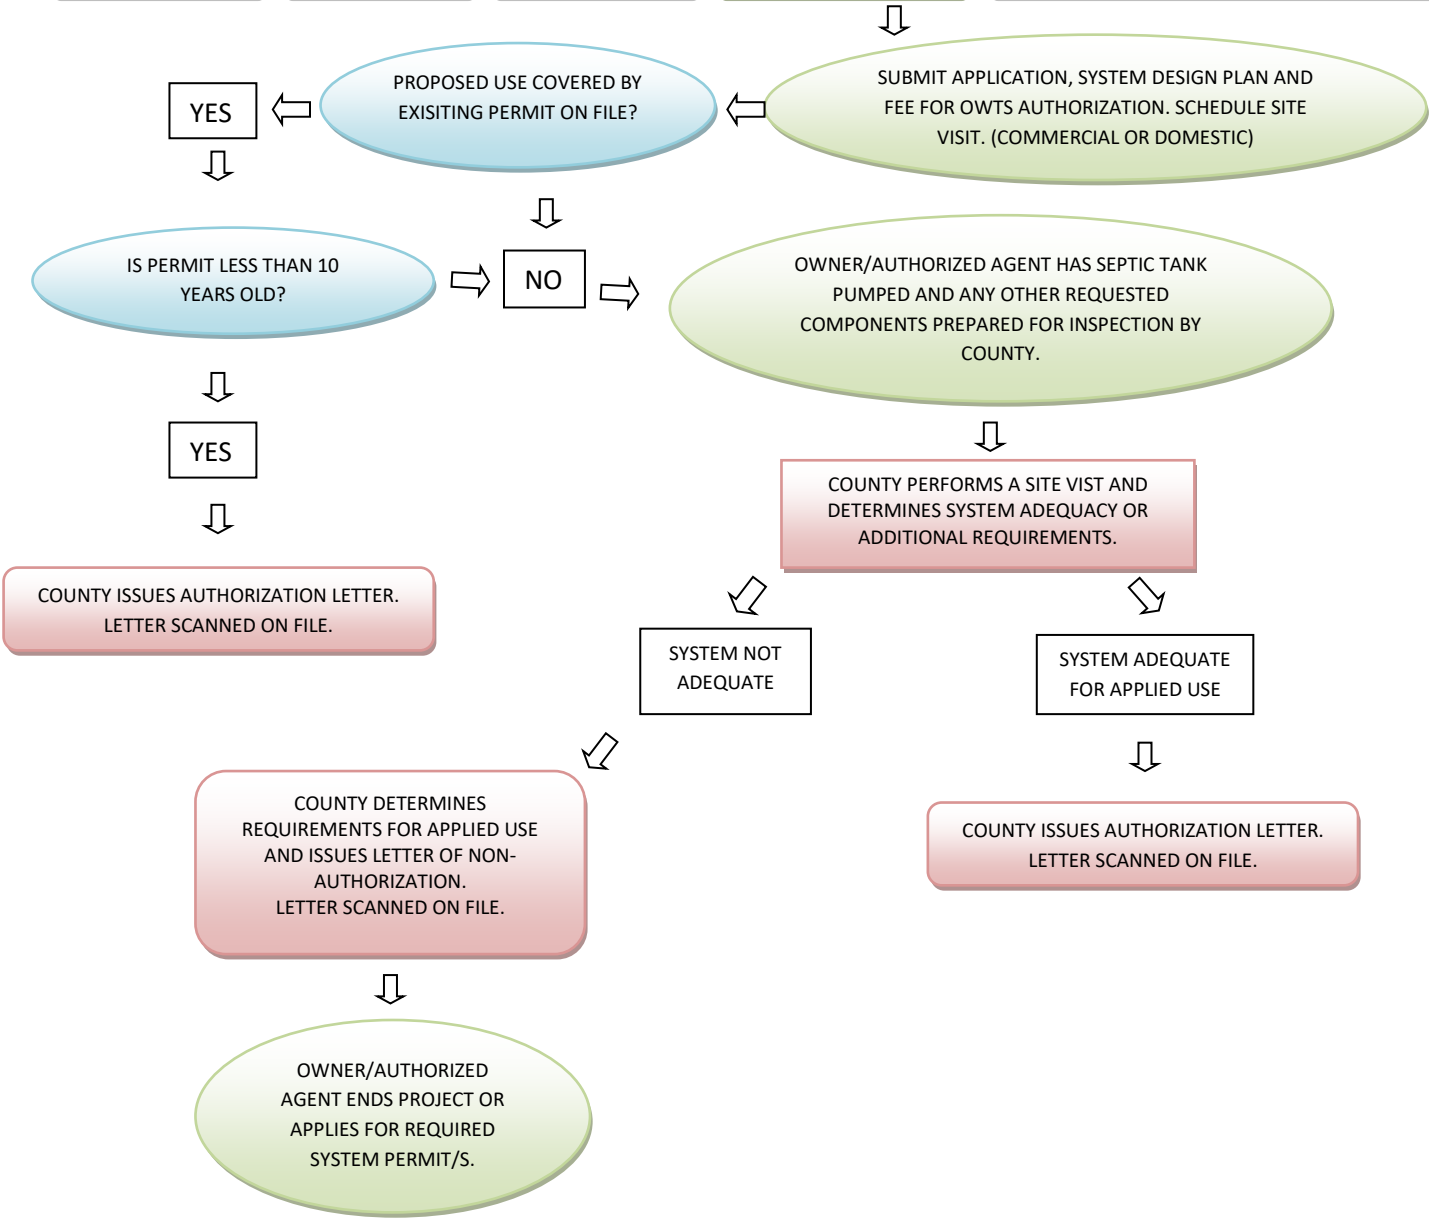 SUBMIT APPLICATION, SYSTEM DESIGN PLAN AND
FEE FOR OWTS AUTHORIZATION. SCHEDULE SITE
VISIT. (COMMERCIAL OR DOMESTIC)
PROPOSED USE COVERED BY
EXISITING PERMIT ON FILE?
YES
IS PERMIT LESS THAN 10
YEARS OLD?
NO
OWNER/AUTHORIZED AGENT HAS SEPTIC TANK
PUMPED AND ANY OTHER REQUESTED
COMPONENTS PREPARED FOR INSPECTION BY
COUNTY.
YES
COUNTY ISSUES AUTHORIZATION LETTER.
LETTER SCANNED ON FILE.
COUNTY PERFORMS A SITE VIST AND
DETERMINES SYSTEM ADEQUACY OR
ADDITIONAL REQUIREMENTS.
SYSTEM NOT
ADEQUATE
SYSTEM ADEQUATE
FOR APPLIED USE
COUNTY DETERMINES
REQUIREMENTS FOR APPLIED USE
AND ISSUES LETTER OF NON-
AUTHORIZATION.
LETTER SCANNED ON FILE.
COUNTY ISSUES AUTHORIZATION LETTER.
LETTER SCANNED ON FILE.
OWNER/AUTHORIZED
AGENT ENDS PROJECT OR
APPLIES FOR REQUIRED
SYSTEM PERMIT/S.